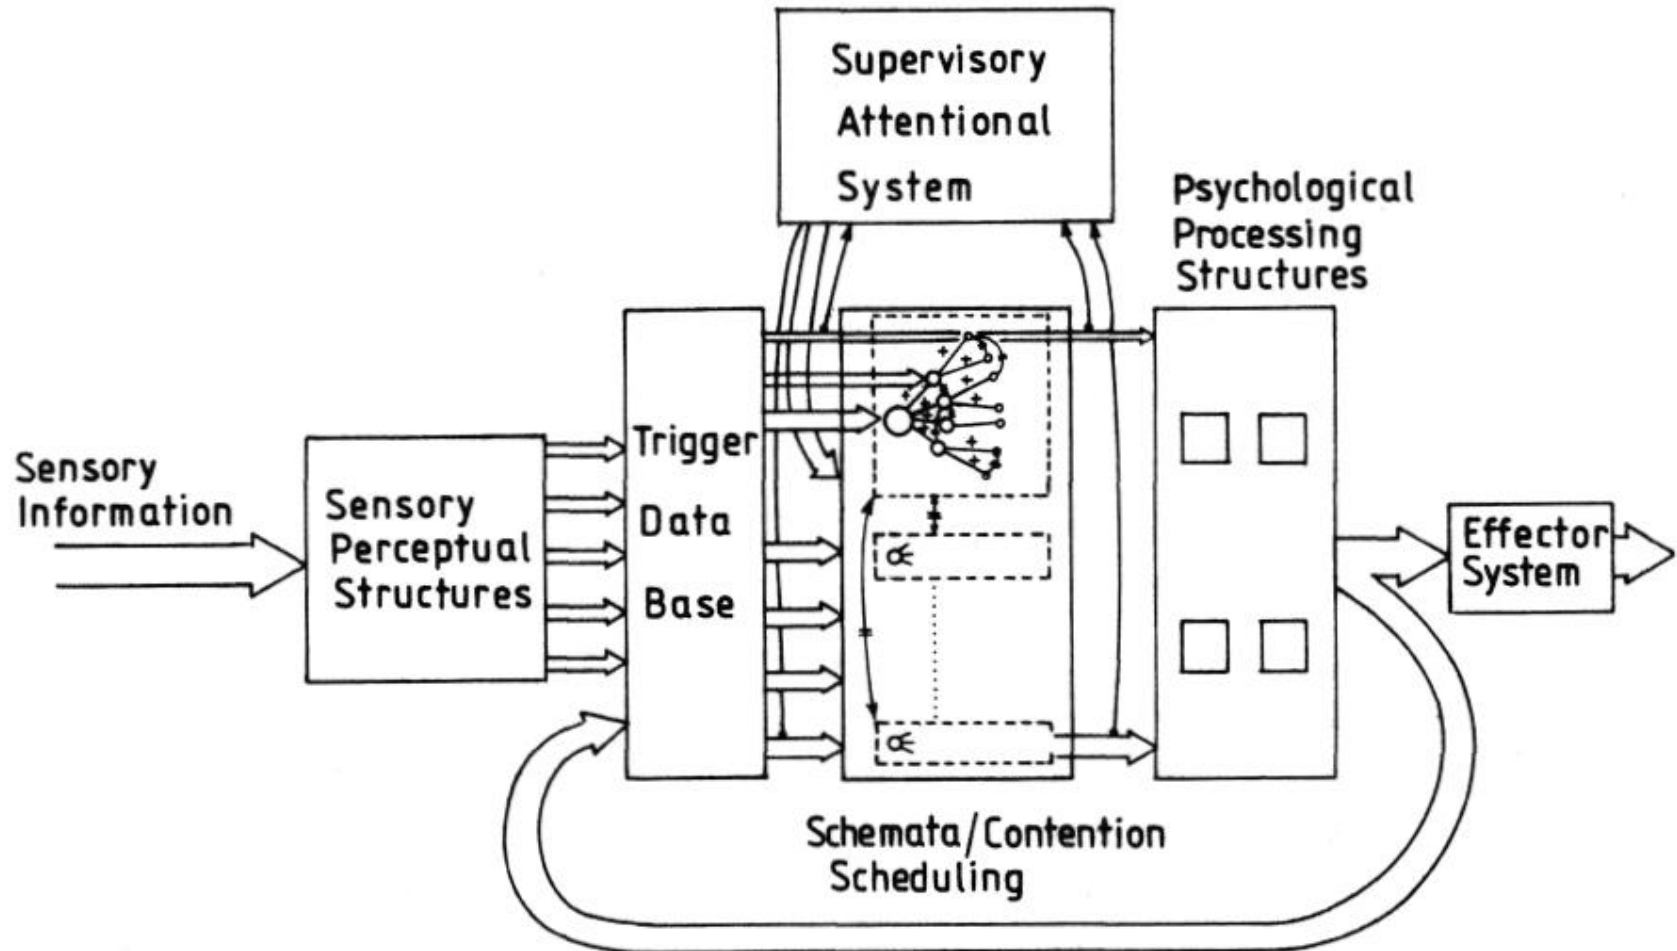 Supervisory
Attentional
System
Psychological
Processing
Structures
Sensory
Information
Sensory
Perceptual
Structures
Trigger
Data
Base
Effector
System
Schemata/Contention
Scheduling